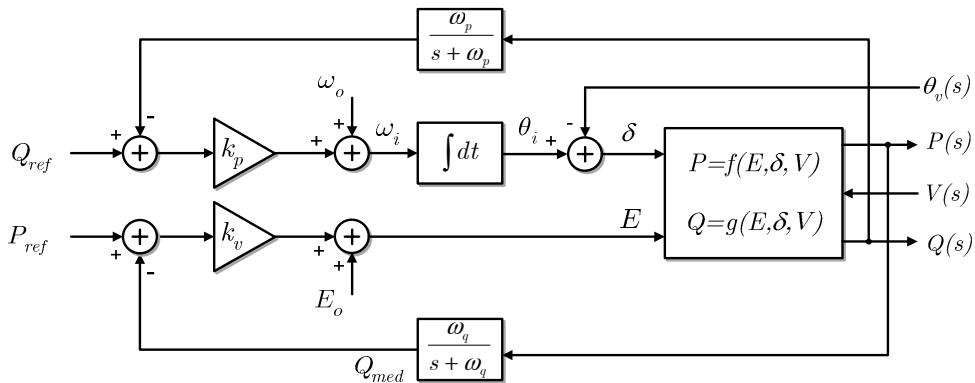 ω_p
s + ω_p
ω_o
θ_v(s)
-
+
+
-
Q_ref
+
k_p
+
ω_i
∫dt
θ_i
+
+
δ
P=f(E,δ,V)
P(s)
V(s)
P_ref
+
+
k_v
+
+
E
Q=g(E,δ,V)
Q(s)
-
+
E_o
Q_med
ω_q
s + ω_q